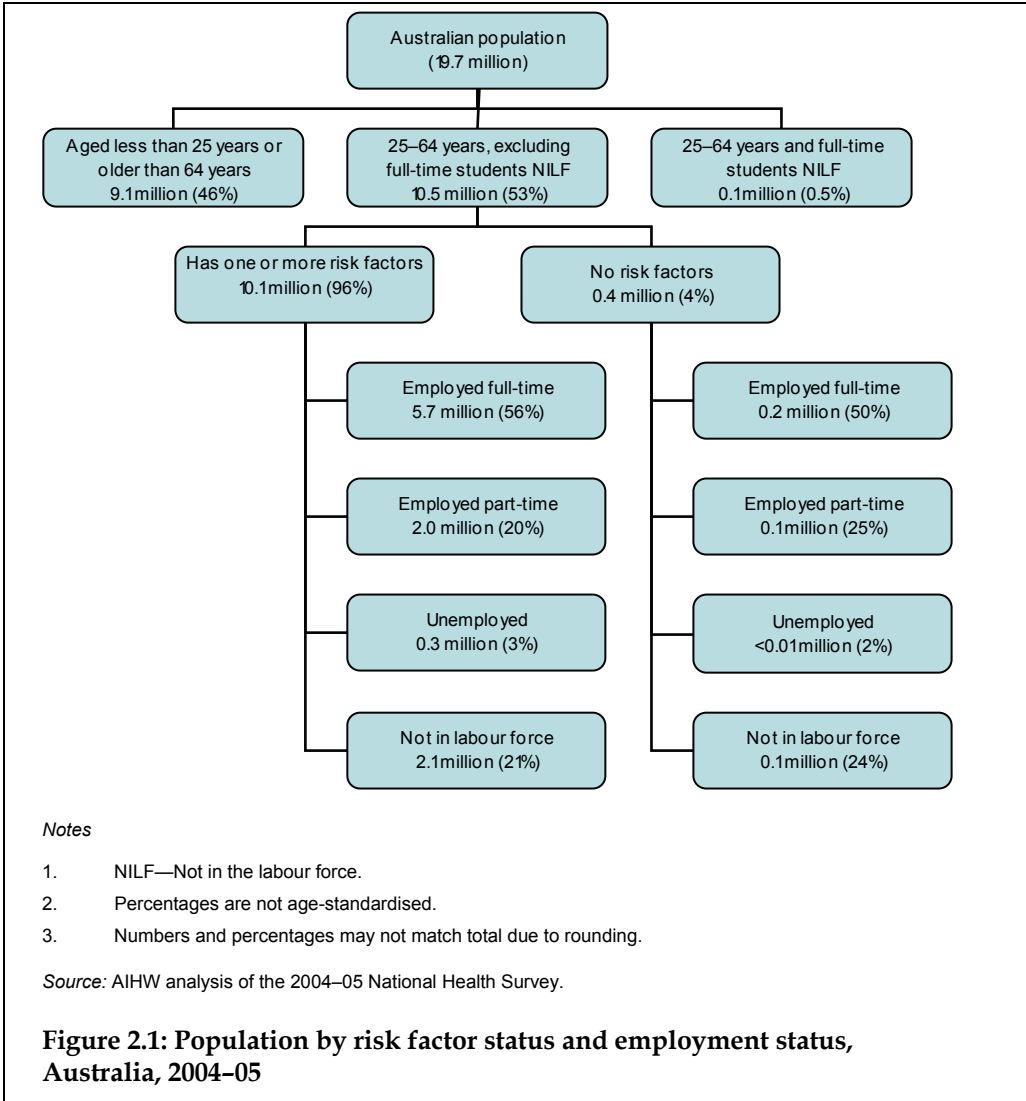 Australian population
(19.7 million)
Aged less than 25 years or
older than 64 years
9.1million (46%)
25–64 years, excluding
full-time students NILF
10.5 million (53%)
25–64 years and full-time
students NILF
0.1million (0.5%)
Has one or more risk factors
10.1million (96%)
No risk factors
0.4 million (4%)
Employed full-time
5.7 million (56%)
Employed full-time
0.2 million (50%)
Employed part-time
2.0 million (20%)
Employed part-time
0.1million (25%)
Unemployed
0.3 million (3%)
Unemployed
<0.01million (2%)
Not in labour force
2.1million (21%)
Not in labour force
0.1million (24%)
Notes
1. NILF—Not in the labour force.
2. Percentages are not age-standardised.
3. Numbers and percentages may not match total due to rounding.
Source: AIHW analysis of the 2004–05 National Health Survey.
Figure 2.1: Population by risk factor status and employment status,
Australia, 2004–05